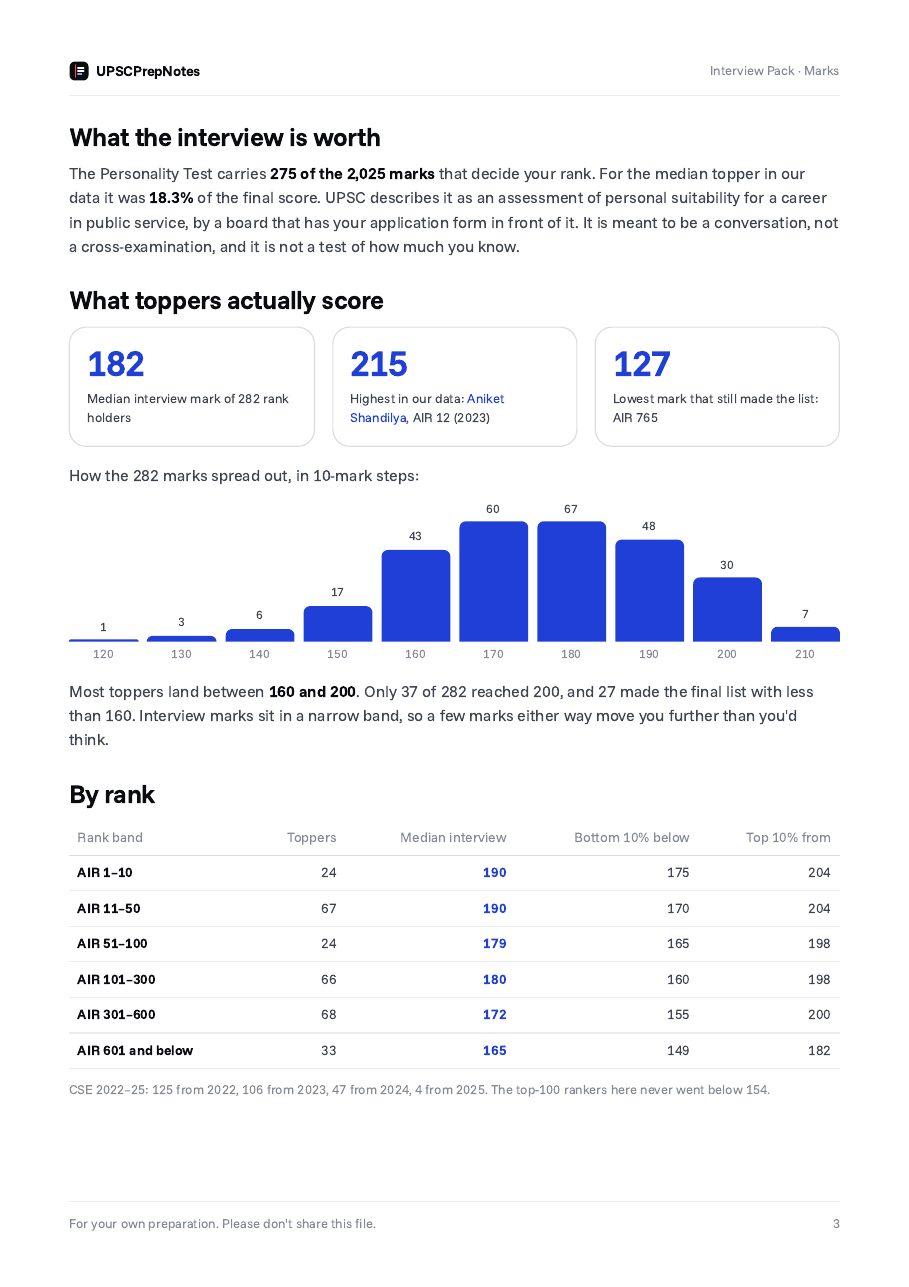 UPSCPrepNotes
Interview Pack · Marks
What the interview is worth
The Personality Test carries 275 of the 2,025 marks that decide your rank. For the median topper in our
data it was 18.3% of the final score. UPSC describes it as an assessment of personal suitability for a career
in public service, by a board that has your application form in front of it. It is meant to be a conversation, not
a cross-examination, and it is not a test of how much you know.
What toppers actually score
182
Median interview mark of 282 rank
holders
215
Highest in our data: Aniket
Shandilya, AIR 12 (2023)
127
Lowest mark that still made the list:
AIR 765
How the 282 marks spread out, in 10-mark steps:
1 3 6 17 43 60 67 48 30 7
120 130 140 150 160 170 180 190 200 210
Most toppers land between 160 and 200. Only 37 of 282 reached 200, and 27 made the final list with less
than 160. Interview marks sit in a narrow band, so a few marks either way move you further than you'd
think.
By rank
Rank band Toppers Median interview Bottom 10% below Top 10% from
AIR 1–10 24 190 175 204
AIR 11–50 67 190 170 204
AIR 51–100 24 179 165 198
AIR 101–300 66 180 160 198
AIR 301–600 68 172 155 200
AIR 601 and below 33 165 149 182
CSE 2022–25: 125 from 2022, 106 from 2023, 47 from 2024, 4 from 2025. The top-100 rankers here never went below 154.
For your own preparation. Please don't share this file.
3